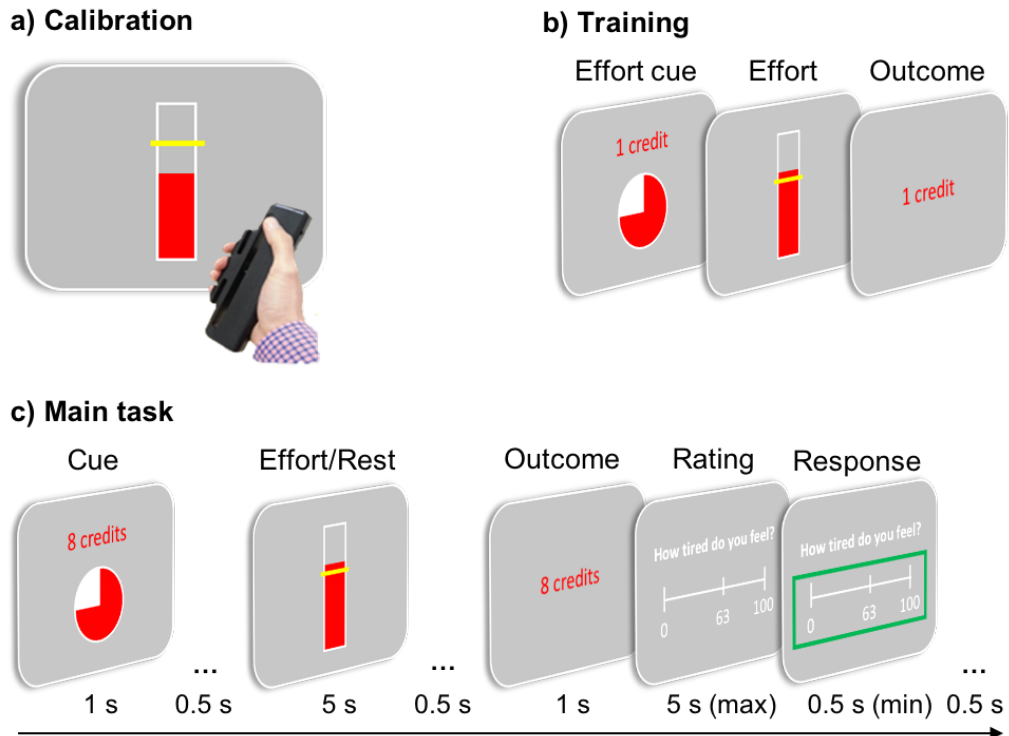 a) Calibration
b) Training
Effort cue Effort Outcome
1 credit
1 credit
c) Main task
Cue Effort/Rest Outcome Rating Response
8 credits
8 credits
How tired do you feel?
0 63 100
How tired do you feel?
0 63 100
... ... ...
1 s 0.5 s 5 s 0.5 s 1 s 5 s (max) 0.5 s (min) 0.5 s